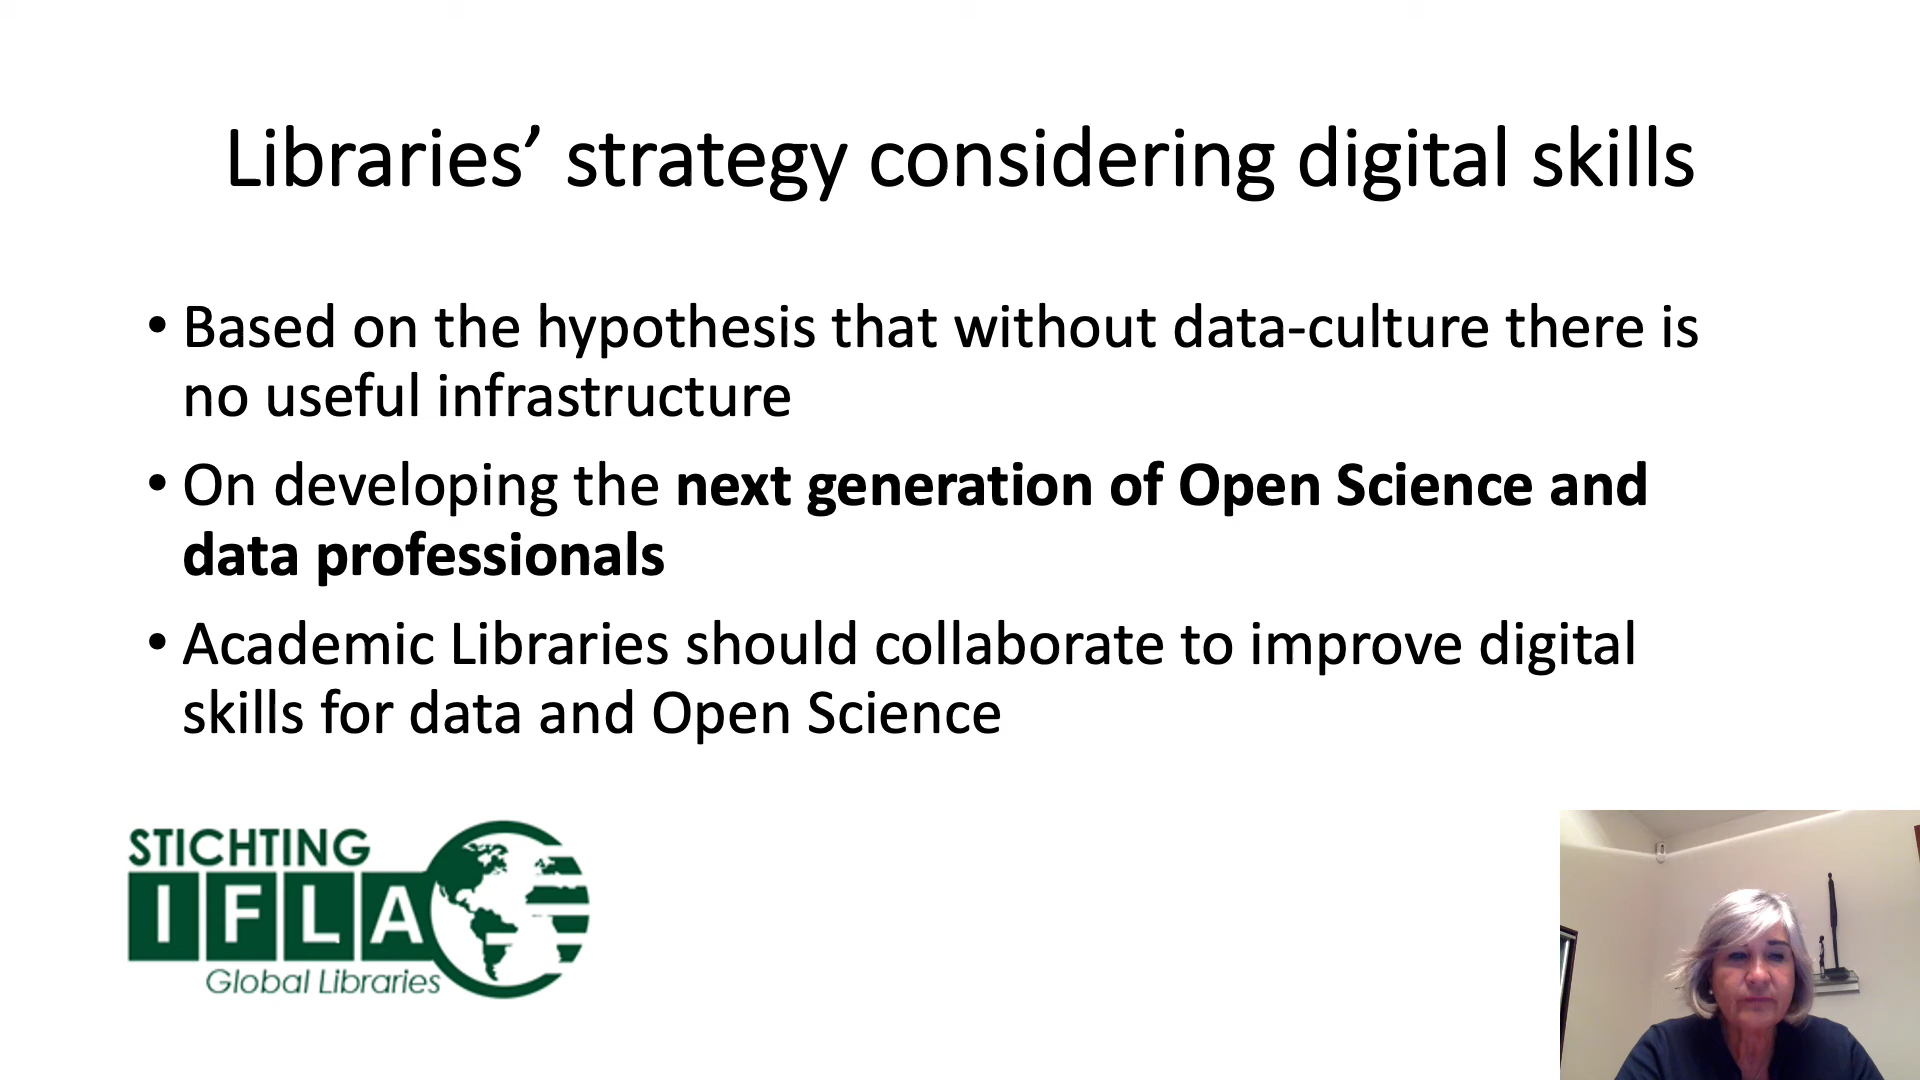 Libraries’ strategy considering digital skills
• Based on the hypothesis that without data-culture there is
no useful infrastructure
• On developing the next generation of Open Science and
data professionals
• Academic Libraries should collaborate to improve digital
skills for data and Open Science
STICHTING
IFLA
Global Libraries